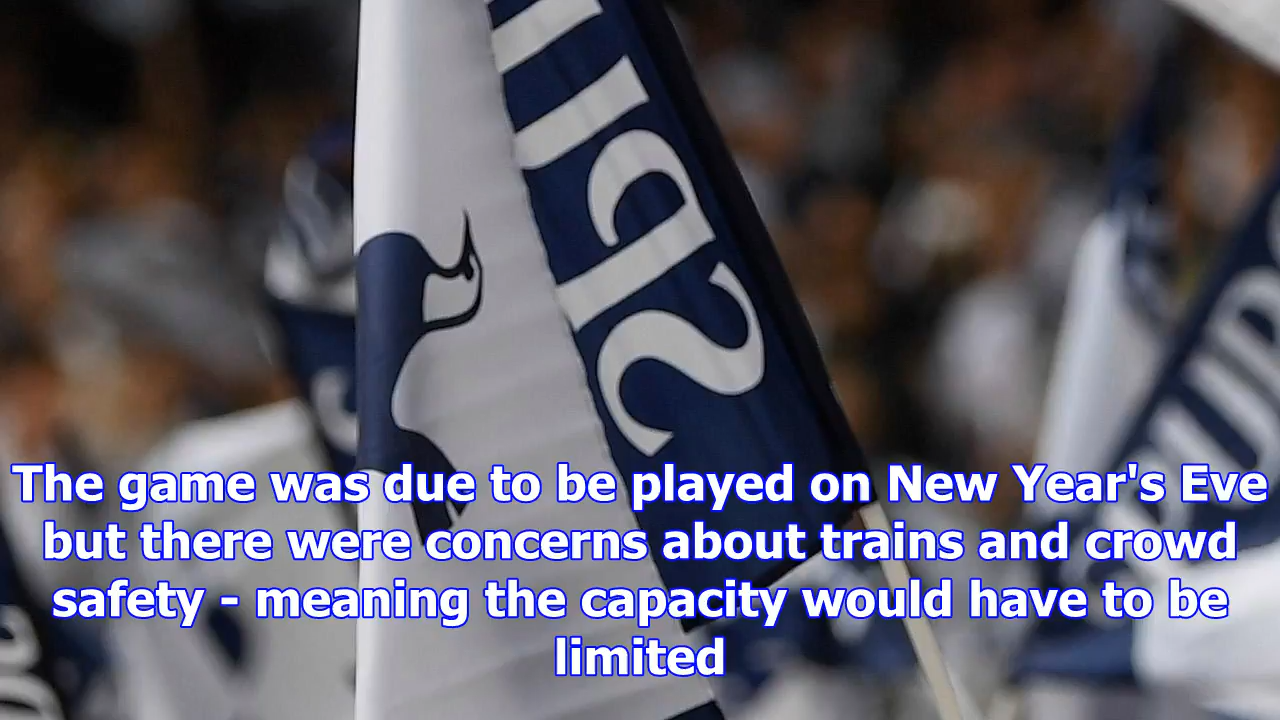 The game was due to be played on New Year's Eve
but there were concerns about trains and crowd
safety - meaning the capacity would have to be
limited